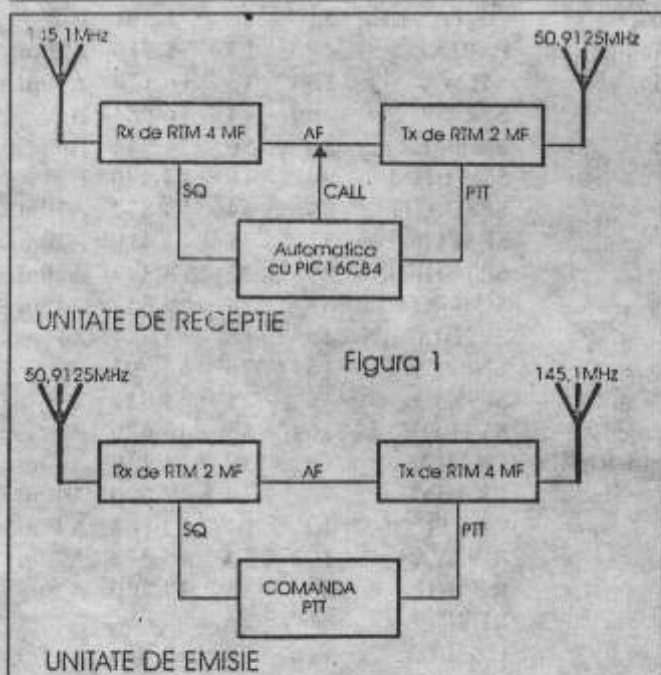 145,1MHz
50,9125MHz
Rx de RTM 4 MF
AF
Tx de RTM 2 MF
SQ
CALL
PTT
Automatica
cu PIC16C84
UNITATE DE RECEPTIE
Figura 1
50,9125MHz
145,1MHz
Rx de RTM 2 MF
AF
Tx de RTM 4 MF
SQ
PTT
COMANDA
PTT
UNITATE DE EMISIE